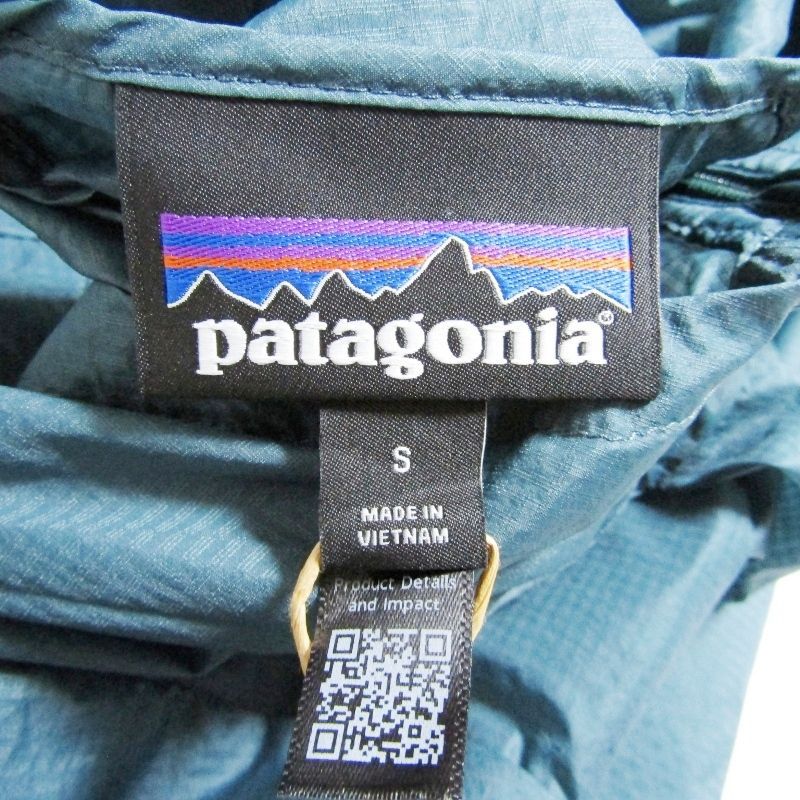 patagonia®
S
MADE IN
VIETNAM
Product Details
and Impact